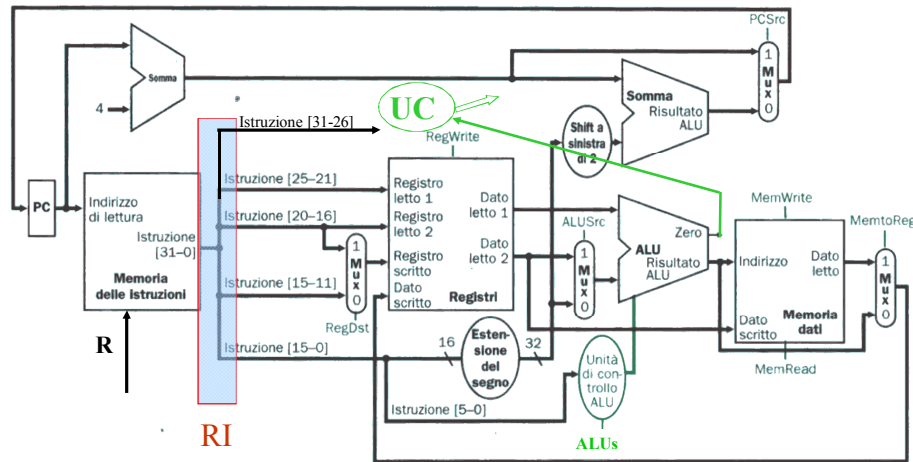 PCSrc
1
Mux
0
Somma
4
Somma
Risultato
ALU
Shift a
sinistra
di 2
UC
Istruzione [31-26]
RegWrite
PC
Indirizzo
di lettura
Istruzione
[31–0]
Memoria
delle istruzioni
R
RI
Istruzione [25–21]
Istruzione [20–16]
Istruzione [15–11]
Istruzione [15–0]
Istruzione [5–0]
1
Mux
0
RegDst
Registro
letto 1
Registro
letto 2
Registro
scritto
Dato
scritto
Dato
letto 1
Dato
letto 2
Registri
16
Esten-
sione
del
segno
32
ALUSrc
1
Mux
0
Zero
ALU
Risultato
ALU
Unità
di con-
trollo
ALU
ALUs
MemWrite
Indirizzo
Dato
letto
Dato
scritto
Memoria
dati
MemRead
MemtoReg
1
Mux
0